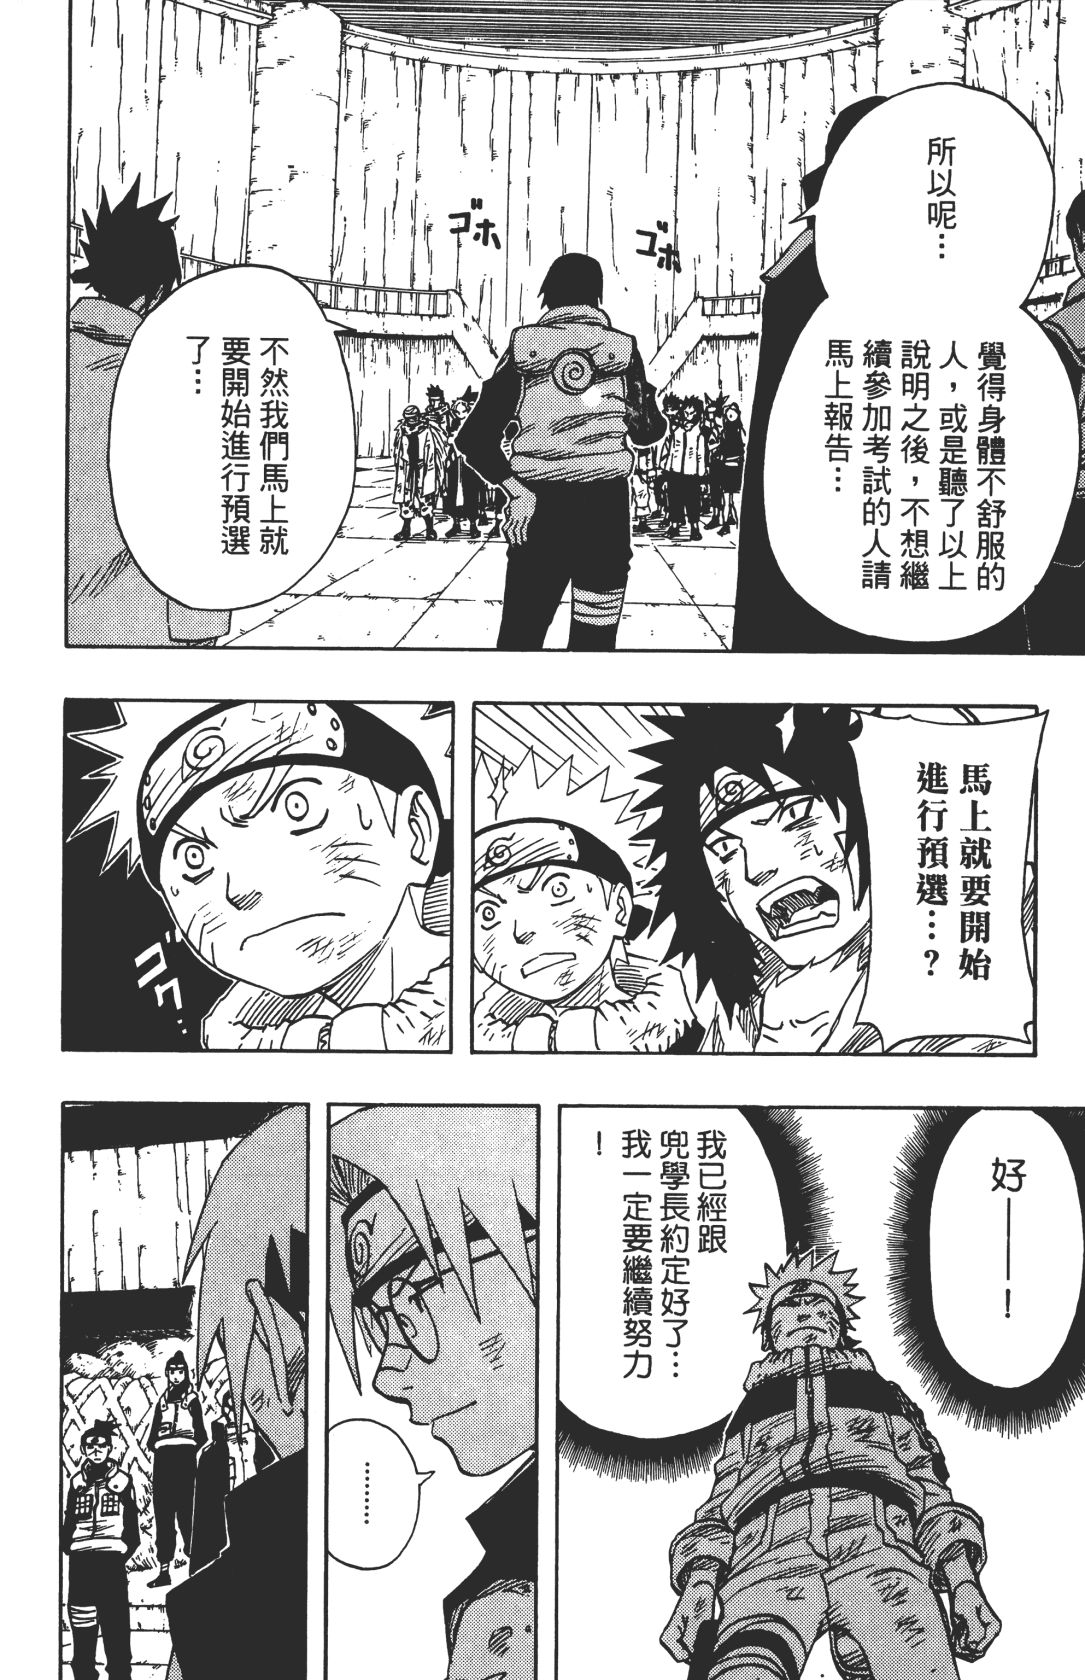 所以呢…
覺得身體不舒服的
人，或是聽了以上
說明之後，不想繼
續參加考試的人請
馬上報告…
ゴホ
ゴホ
不然我們馬上就
要開始進行預選
了…
馬上就要開始
進行預選…？
ゴク…
好——！
我已經跟
兜學長約定好了…
我一定要繼續努力
！
………